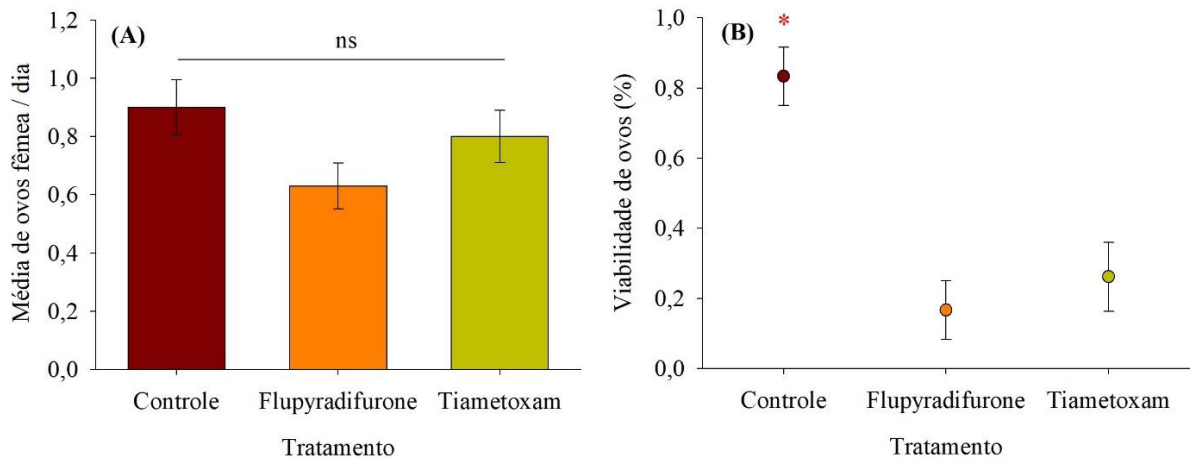 (A)
ns
Média de ovos fêmea / dia
1,2
1,0
0,8
0,6
0,4
0,2
0,0
Controle Flupyradifurone Tiametoxam
Tratamento
(B)
*
Viabilidade de ovos (%)
1,0
0,8
0,6
0,4
0,2
0,0
Controle Flupyradifurone Tiametoxam
Tratamento